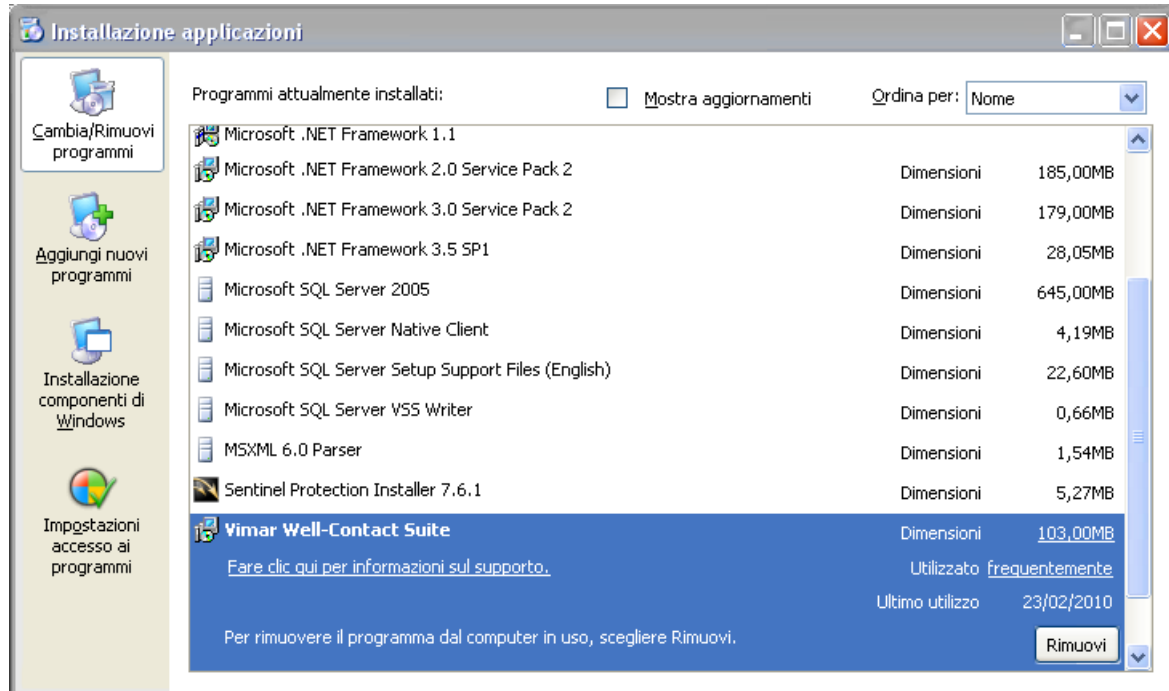 Installazione applicazioni
Cambia/Rimuovi
programmi
Aggiungi nuovi
programmi
Installazione
componenti di
Windows
Impostazioni
accesso ai
programmi
Programmi attualmente installati: Mostra aggiornamenti Ordina per: Nome
Microsoft .NET Framework 1.1
Microsoft .NET Framework 2.0 Service Pack 2 Dimensioni 185,00MB
Microsoft .NET Framework 3.0 Service Pack 2 Dimensioni 179,00MB
Microsoft .NET Framework 3.5 SP1 Dimensioni 28,05MB
Microsoft SQL Server 2005 Dimensioni 645,00MB
Microsoft SQL Server Native Client Dimensioni 4,19MB
Microsoft SQL Server Setup Support Files (English) Dimensioni 22,60MB
Microsoft SQL Server VSS Writer Dimensioni 0,66MB
MSXML 6.0 Parser Dimensioni 1,54MB
Sentinel Protection Installer 7.6.1 Dimensioni 5,27MB
Vimar Well-Contact Suite Dimensioni 103,00MB
Fare clic qui per informazioni sul supporto. Utilizzato frequentemente
Ultimo utilizzo 23/02/2010
Per rimuovere il programma dal computer in uso, scegliere Rimuovi. Rimuovi